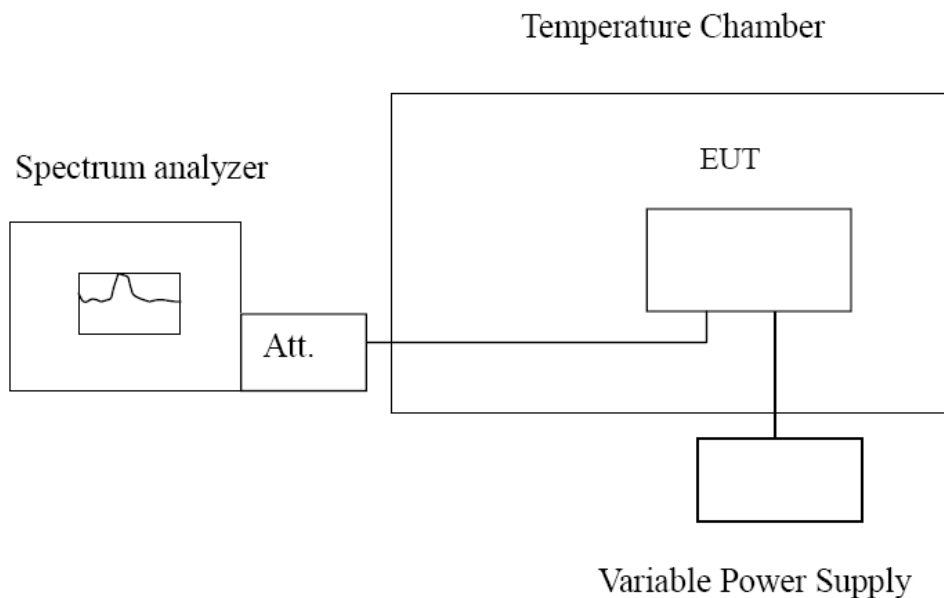 Temperature Chamber
EUT
Spectrum analyzer
Att.
Variable Power Supply